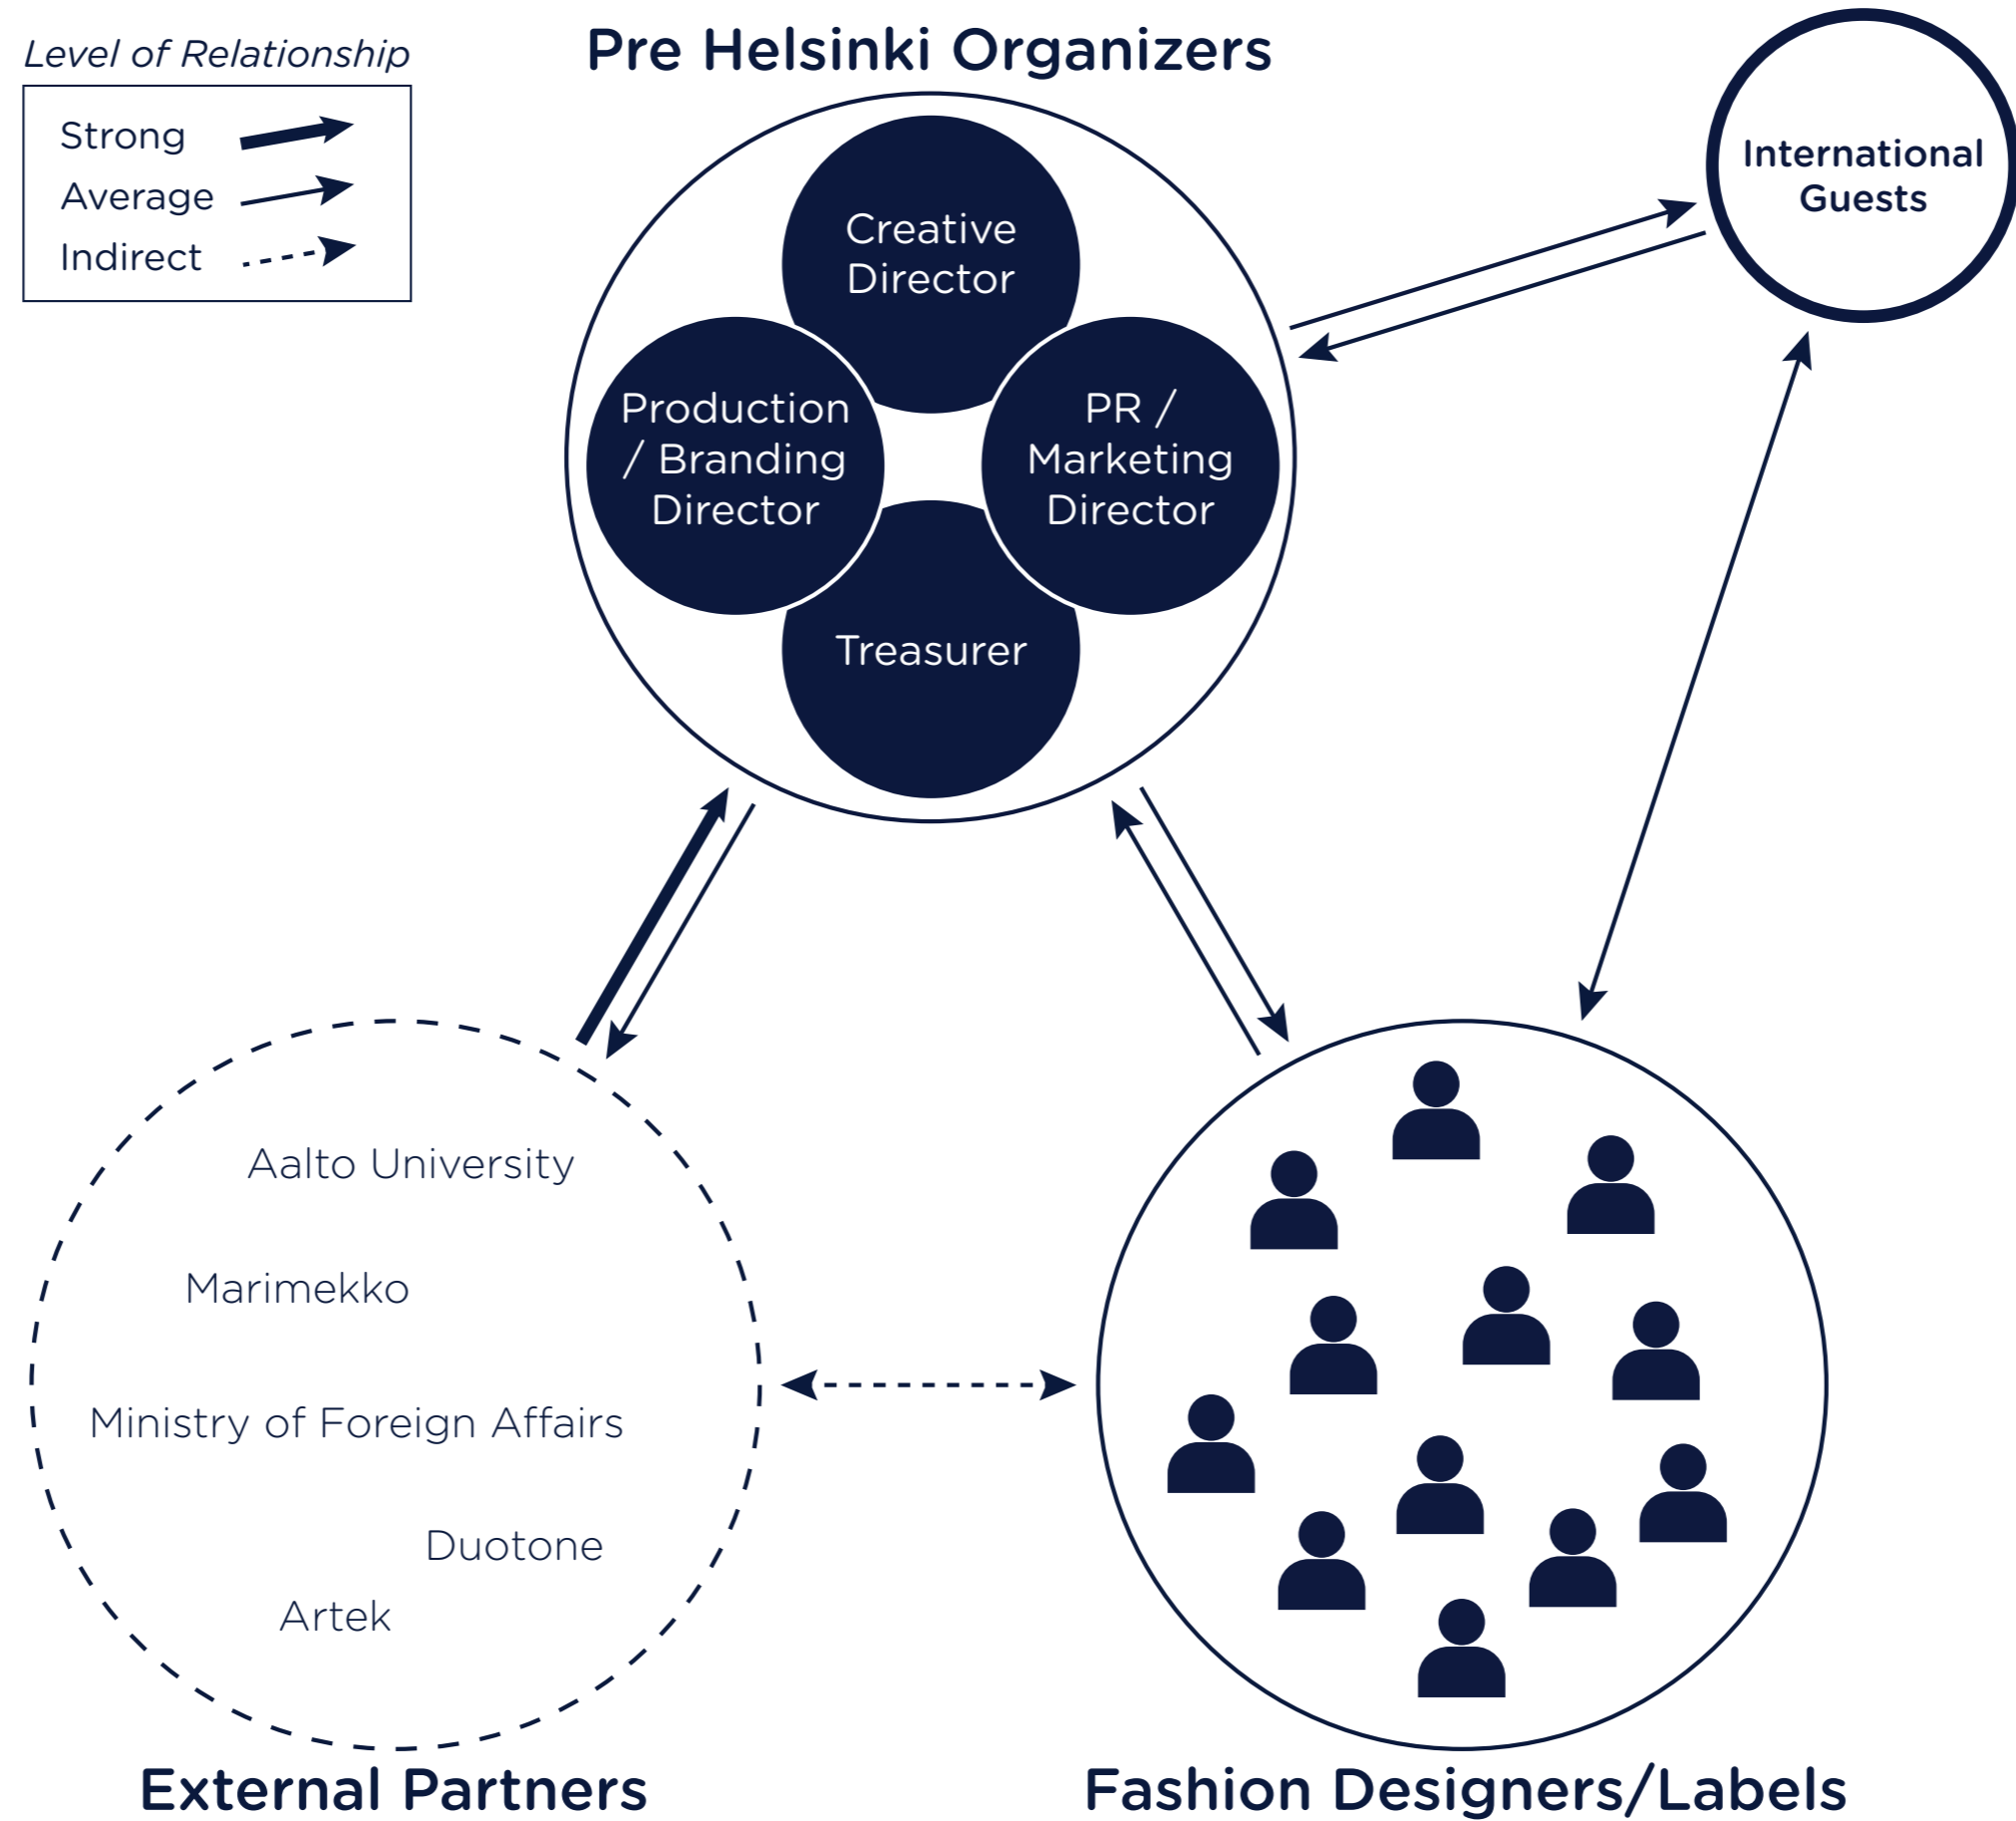 Level of Relationship
Strong
Average
Indirect
Pre Helsinki Organizers
Creative
Director
Production
/ Branding
Director
PR /
Marketing
Director
Treasurer
International
Guests
Aalto University
Marimekko
Ministry of Foreign Affairs
Duotone
Artek
External Partners
Fashion Designers/Labels